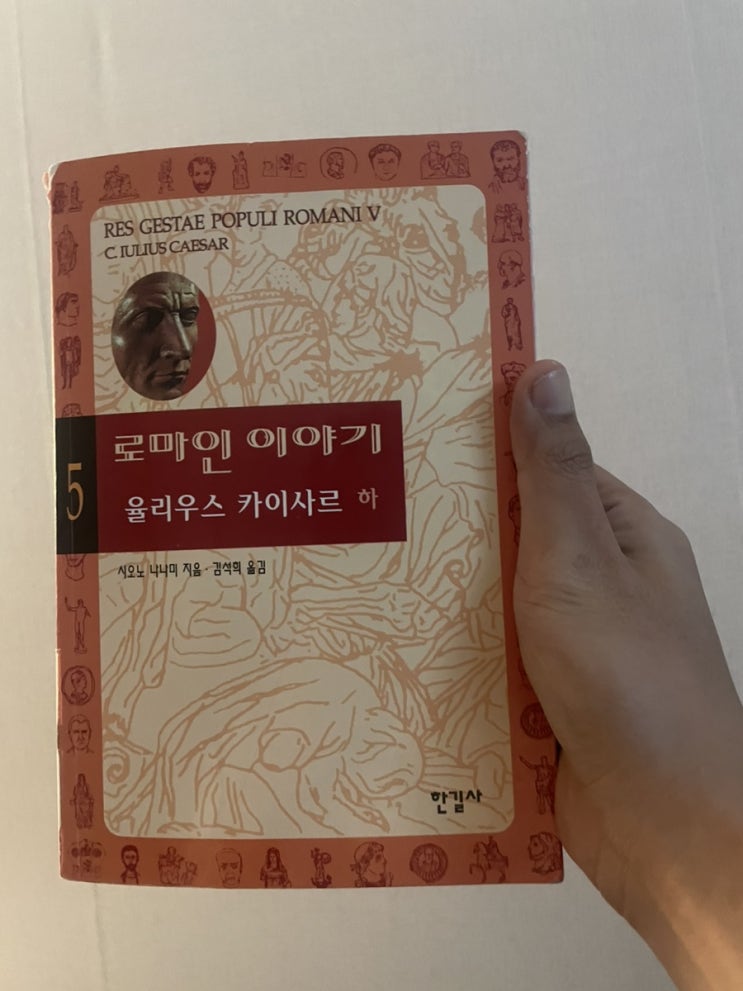 RES GESTAE POPULI ROMANI V
C. IULIUS CAESAR
5
로마인 이야기
율리우스 카이사르 하
시오노 나나미 지음 · 김석희 옮김
한길사